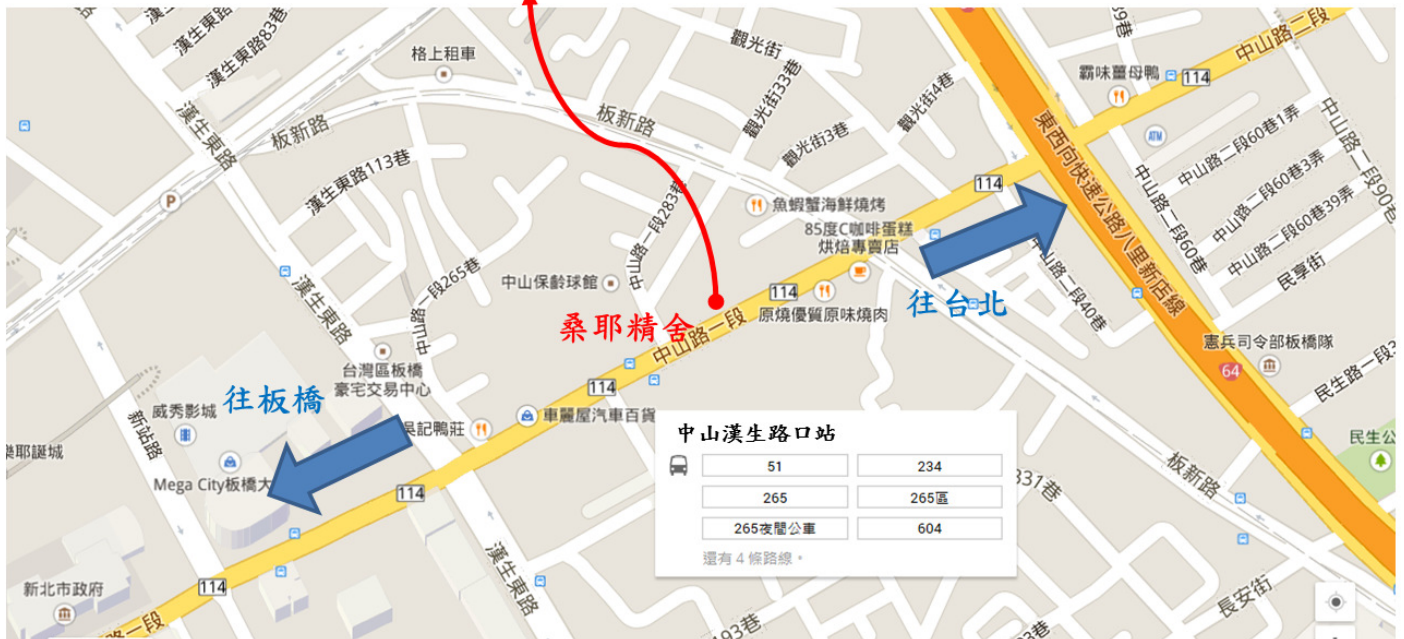 漢生東路
漢生東路83巷
格上租車
觀光街
中山路二段
霸味薑母鴨
114
漢生東路
板新路
板新路
觀光街33巷
觀光街3巷
觀光街4巷
ATM
中山路二段60巷1弄
中山路二段60巷3弄
中山路二段60巷39弄
中山路二段90巷
中山路二段60巷
東西向快速公路八里新店線
漢生東路113巷
P
中山路一段283巷
114
魚蝦蟹海鮮燒烤
85度C咖啡蛋糕
烘焙專賣店
中山路二段40巷
民享街
中山路一段265巷
中山保齡球館
114
原燒優質原味燒肉
往台北
桑耶精舍
中山路一段
漢生東路
憲兵司令部板橋隊
64
台灣區板橋
豪宅交易中心
114
民生路一段
威秀影城
往板橋
新站路
吳記鴨莊
車麗屋汽車百貨
Mega City板橋大
114
民生公
板新路
中山漢生路口站
51
234
265
265區
265夜間公車
604
還有 4 條路線。
331巷
漢生東路
新北市政府
114
長安街